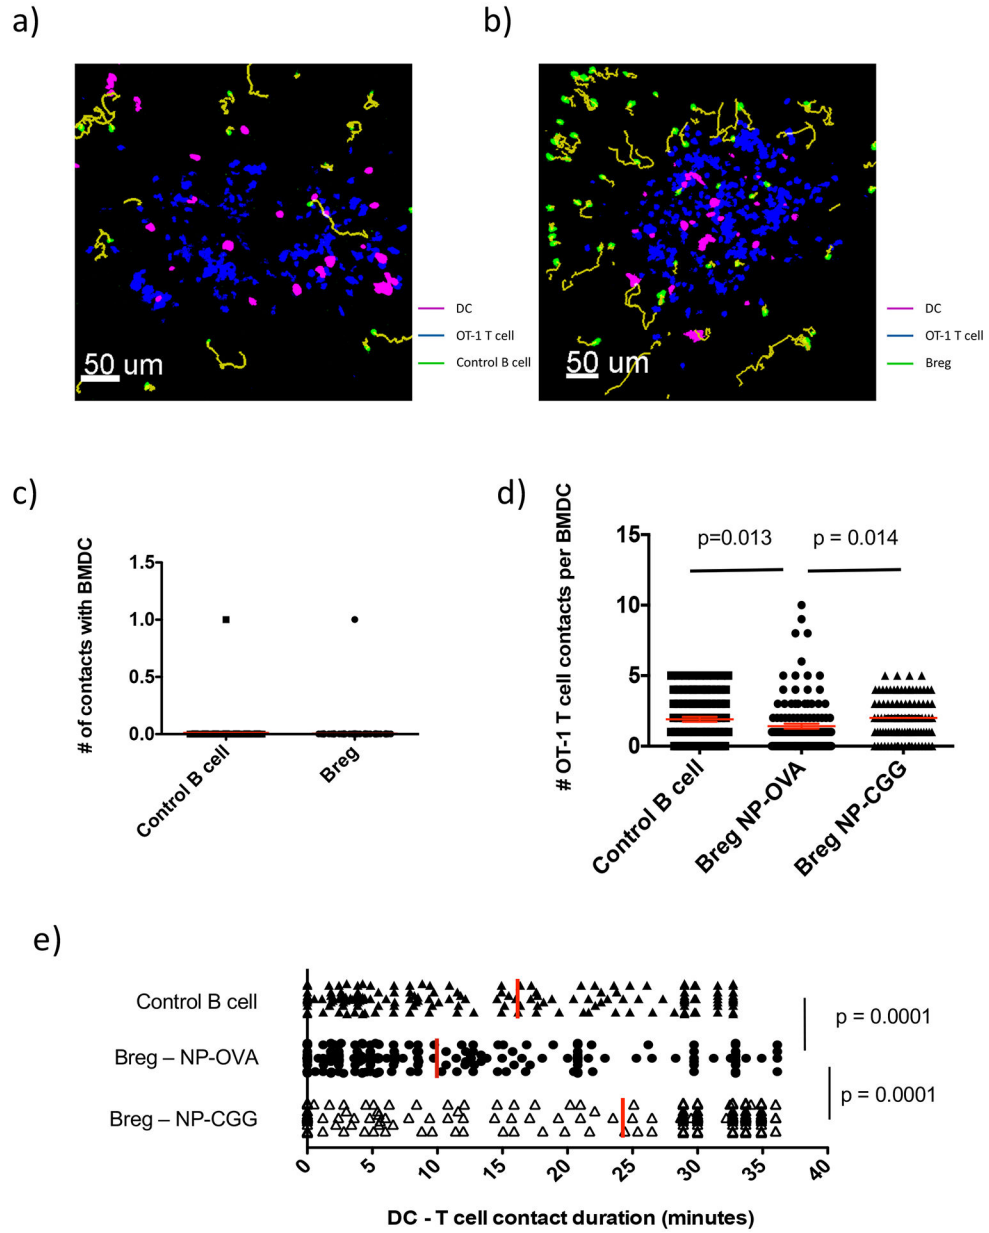 a)
b)
DC
OT-1 T cell
Control B cell
50 um
DC
OT-1 T cell
Breg
50 um
c)
# of contacts with BMDC
1.5
1.0
0.5
0.0
Control B cell
Breg
d)
# OT-1 T cell contacts per BMDC
15
10
5
0
p=0.013
p = 0.014
Control B cell
Breg NP-OVA
Breg NP-CGG
e)
Control B cell
Breg – NP-OVA
Breg – NP-CGG
p = 0.0001
p = 0.0001
0
5
10
15
20
25
30
35
40
DC - T cell contact duration (minutes)